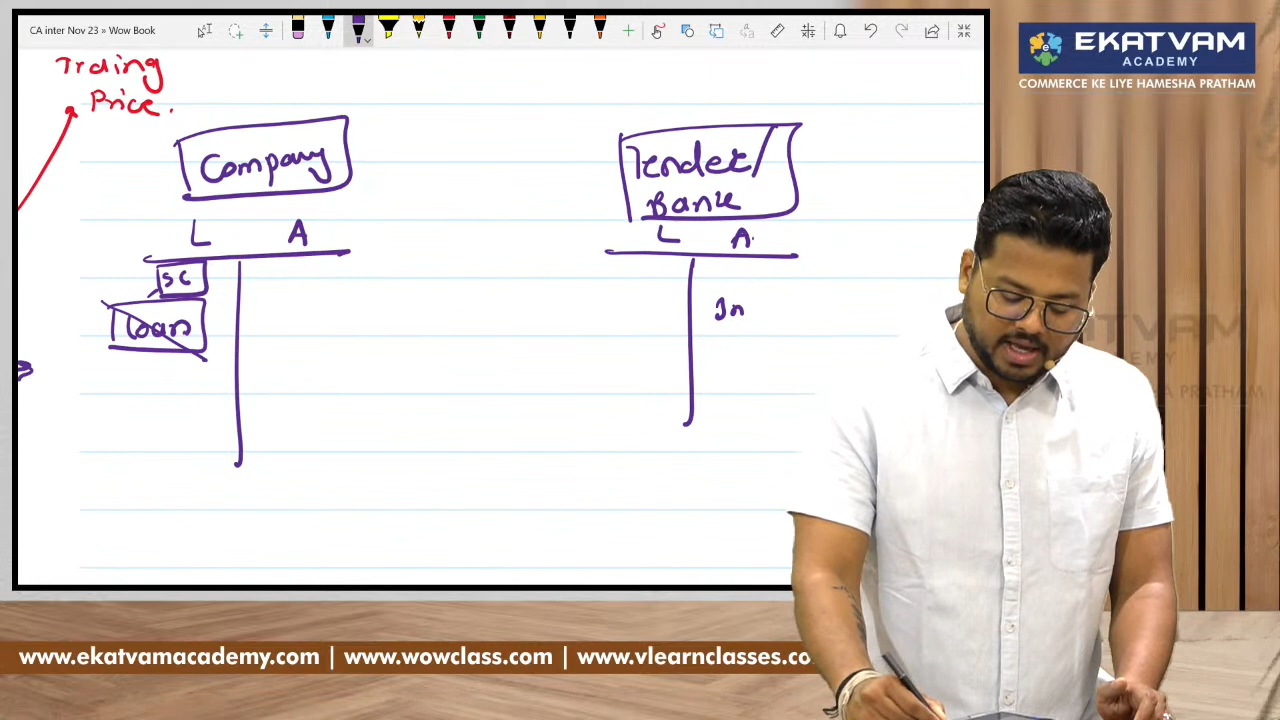 CA inter Nov 23 » Wow Book
EKATVAM
ACADEMY
COMMERCE KE LIYE HAMESHA PRATHAM
Trding
Price.
Company
L A
SC
loan
Lender/
Bank
L A.
In
www.ekatvamacademy.com | www.wowclass.com | www.vlearnclasses.co